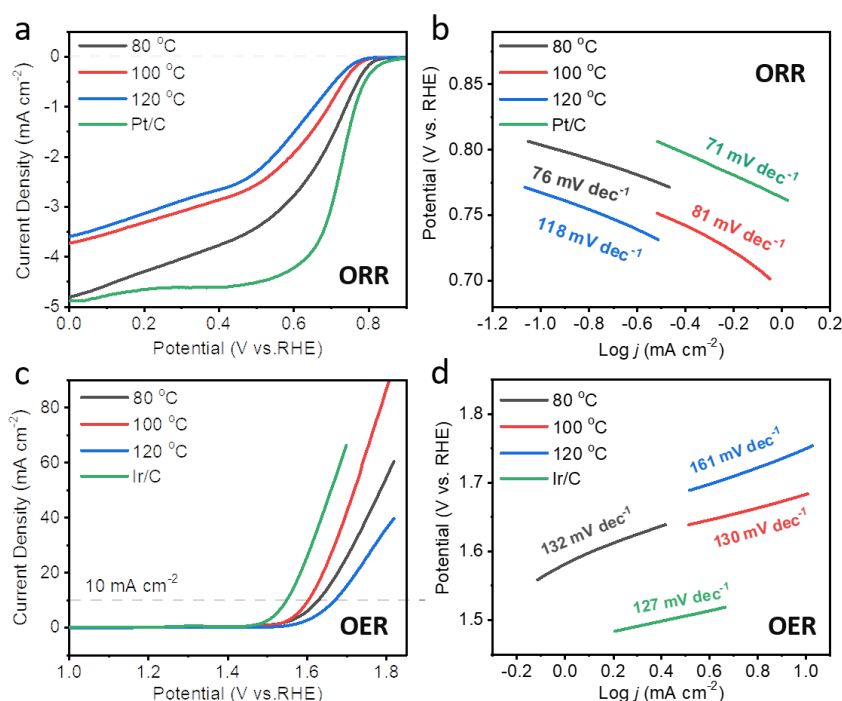 a
80 °C
100 °C
120 °C
Pt/C
ORR
0
-1
-2
-3
-4
-5
0.0 0.2 0.4 0.6 0.8
Current Density (mA cm⁻²)
Potential (V vs.RHE)
b
80 °C
100 °C
120 °C
Pt/C
ORR
71 mV dec⁻¹
76 mV dec⁻¹
81 mV dec⁻¹
118 mV dec⁻¹
0.85
0.80
0.75
0.70
-1.2 -1.0 -0.8 -0.6 -0.4 -0.2 0.0 0.2
Potential (V vs. RHE)
Log j (mA cm⁻²)
c
80 °C
100 °C
120 °C
Ir/C
10 mA cm⁻²
OER
80
60
40
20
0
1.0 1.2 1.4 1.6 1.8
Current Density (mA cm⁻²)
Potential (V vs.RHE)
d
80 °C
100 °C
120 °C
Ir/C
161 mV dec⁻¹
132 mV dec⁻¹
130 mV dec⁻¹
127 mV dec⁻¹
OER
1.8
1.7
1.6
1.5
-0.2 0.0 0.2 0.4 0.6 0.8 1.0
Potential (V vs. RHE)
Log j (mA cm⁻²)